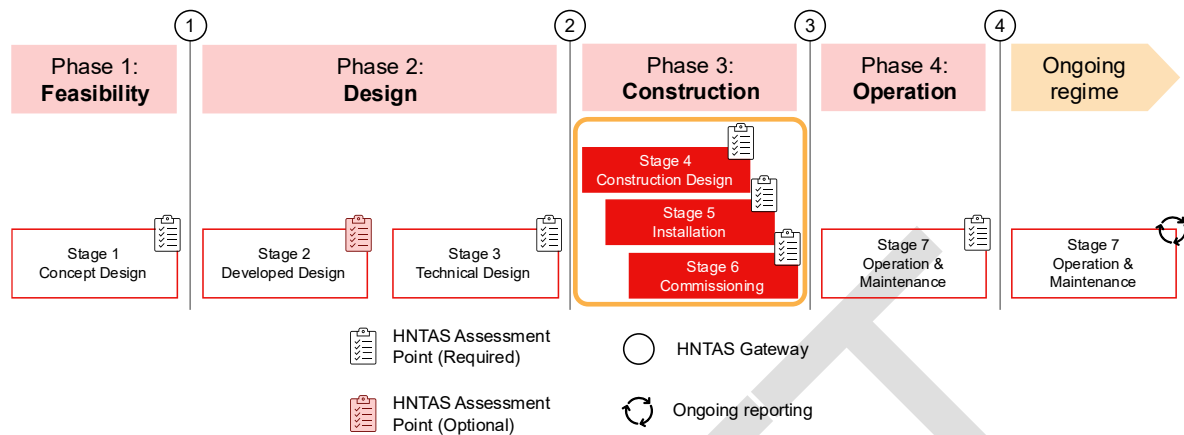 1
2
3
4
Phase 1:
Feasibility
Phase 2:
Design
Phase 3:
Construction
Phase 4:
Operation
Ongoing
regime
Stage 4
Construction Design
Stage 5
Installation
Stage 6
Commissioning
Stage 1
Concept Design
Stage 2
Developed Design
Stage 3
Technical Design
Stage 7
Operation &
Maintenance
Stage 7
Operation &
Maintenance
HNTAS Assessment
Point (Required)
HNTAS Gateway
HNTAS Assessment
Point (Optional)
Ongoing reporting